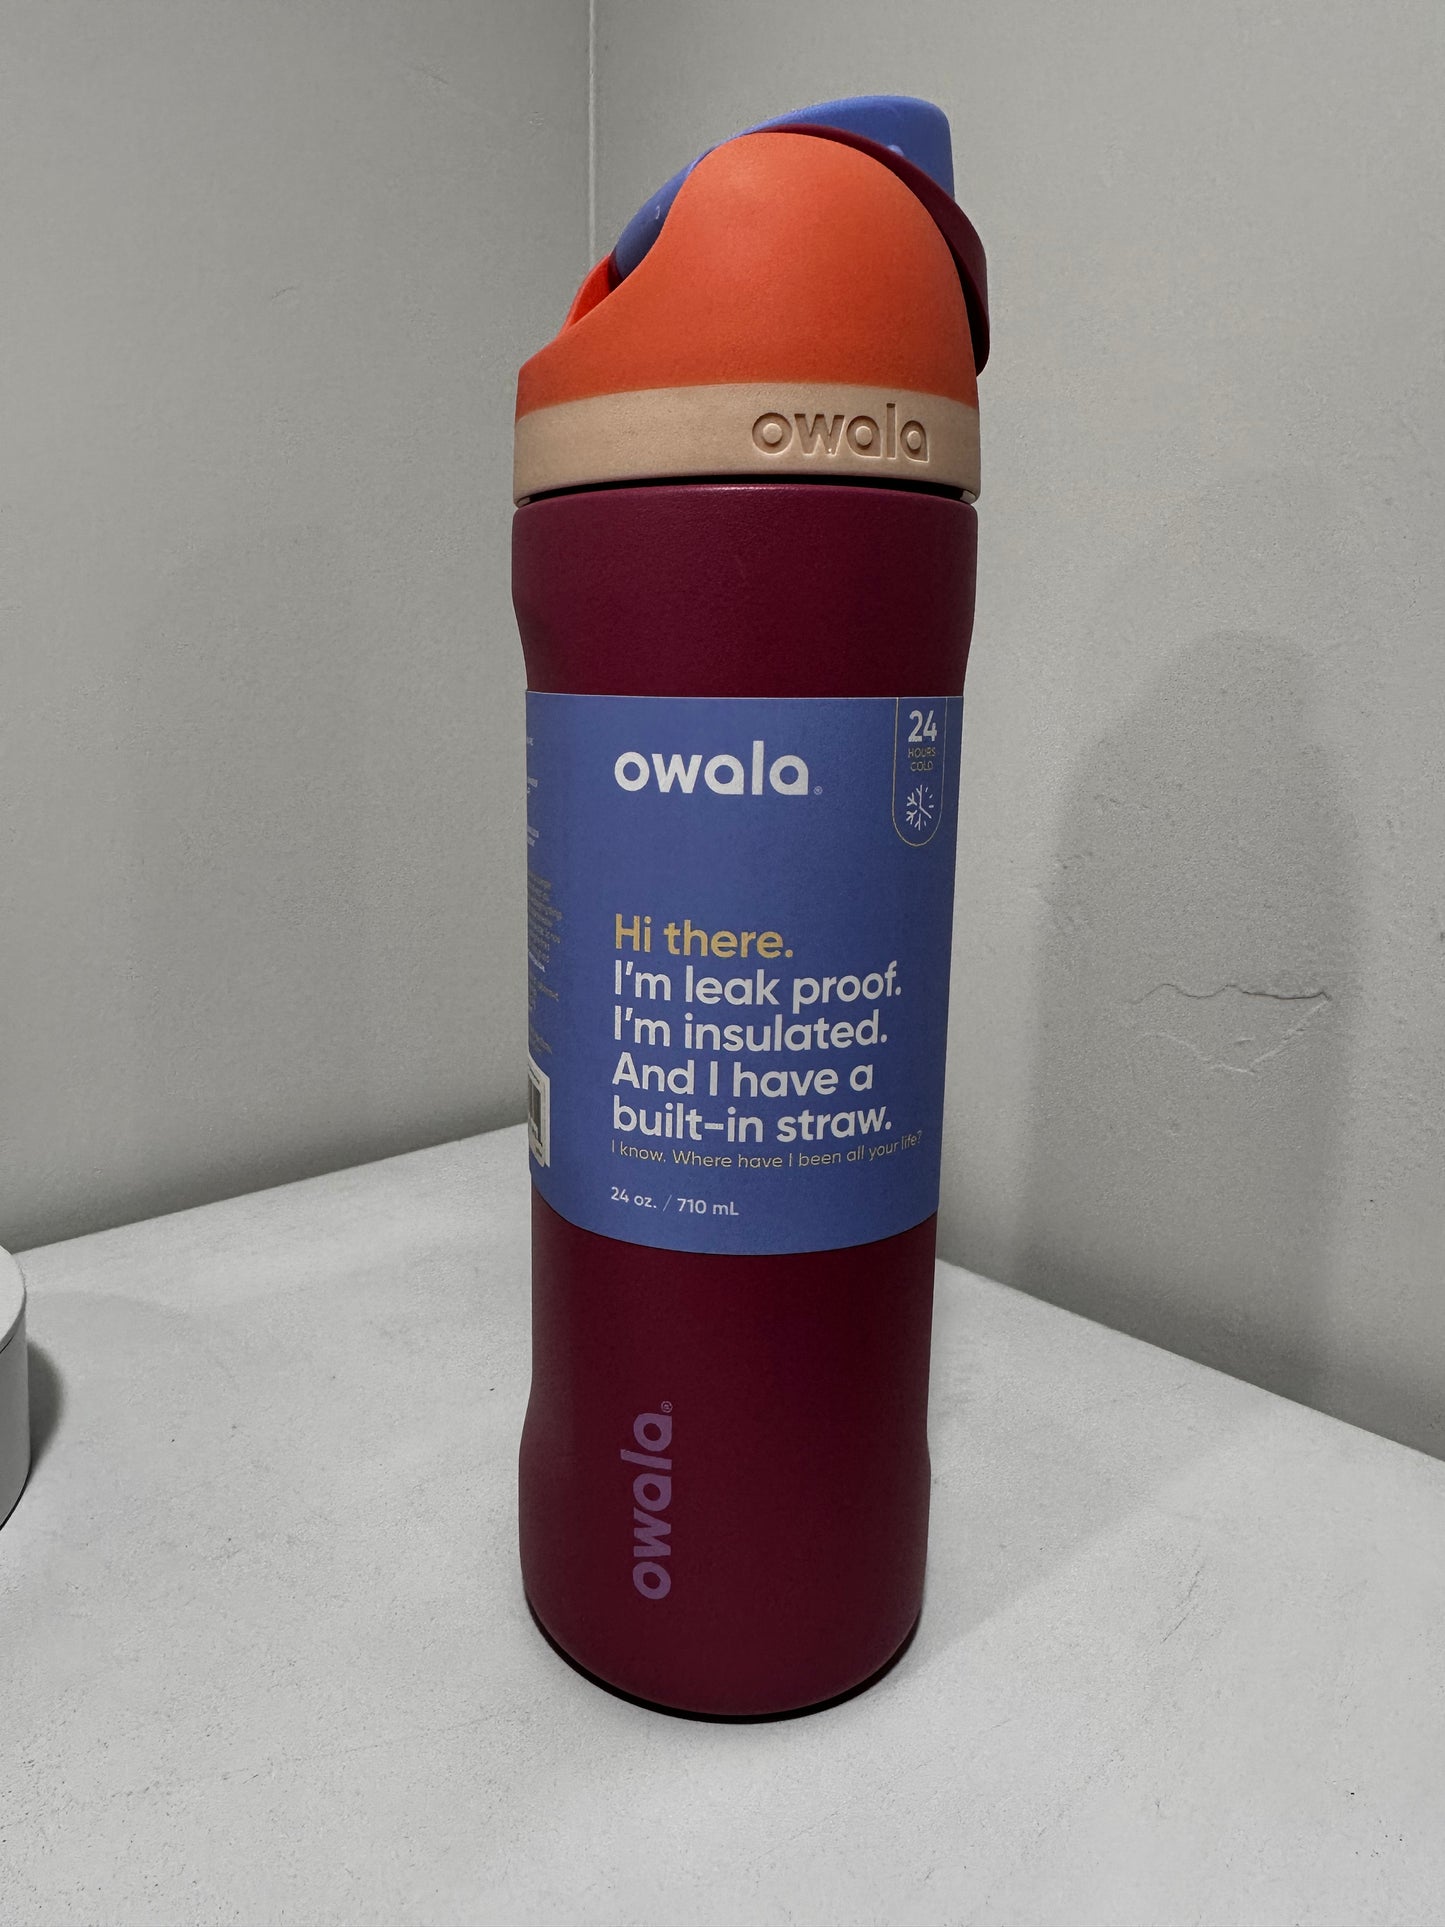 owala
owala®
24
HOURS
COLD
Hi there.
I'm leak proof.
I'm insulated.
And I have a
built-in straw.
I know. Where have I been all your life?
24 oz. / 710 mL
owala®